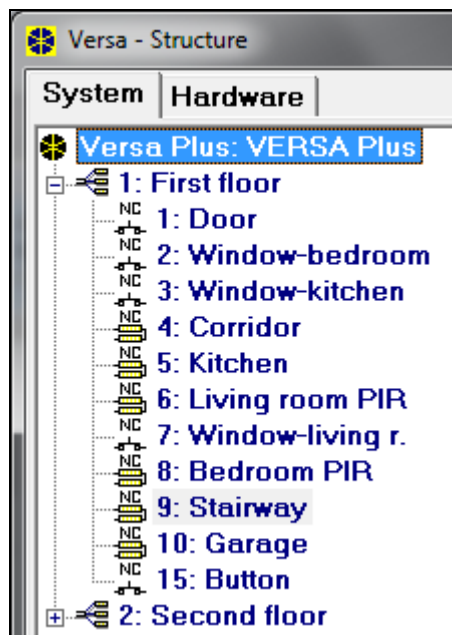 Versa - Structure
System Hardware
Versa Plus: VERSA Plus
1: First floor
NC 1: Door
NC 2: Window-bedroom
NC 3: Window-kitchen
NC 4: Corridor
NC 5: Kitchen
NC 6: Living room PIR
NC 7: Window-living r.
NC 8: Bedroom PIR
NC 9: Stairway
NC 10: Garage
NC 15: Button
2: Second floor